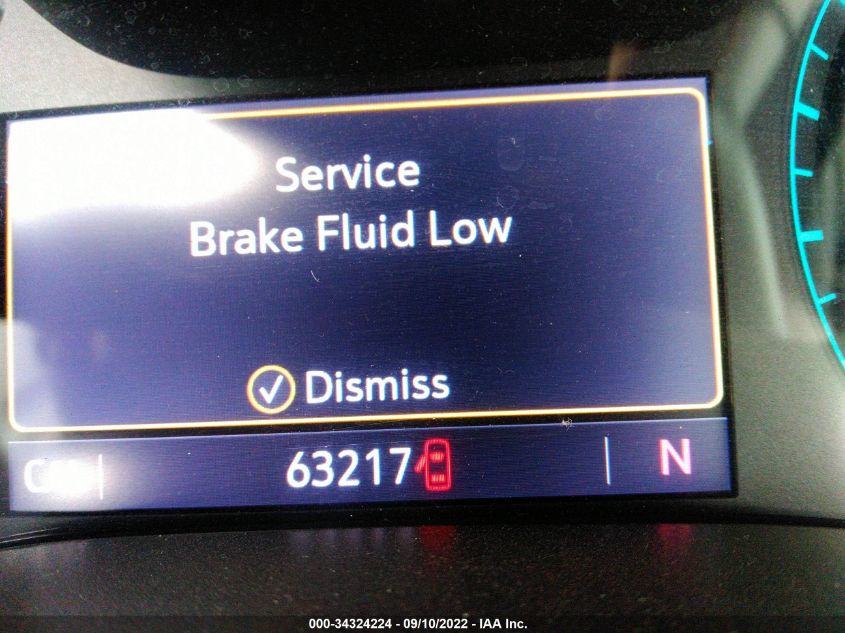 Service
Brake Fluid Low
Dismiss
63217 N
000-34324224 - 09/10/2022 - IAA Inc.